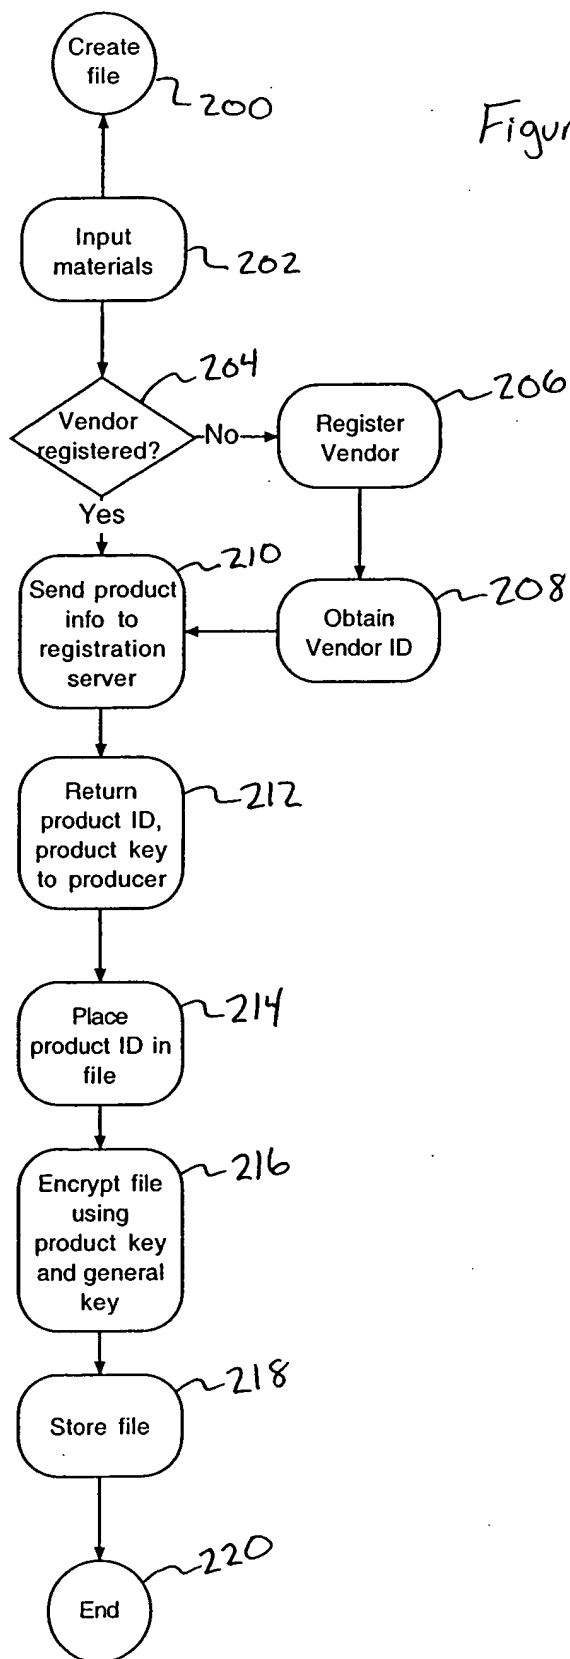 Create
file
200
Input
materials
202
204
Vendor
registered?
No
206
Register
Vendor
Yes
210
Send product
info to
registration
server
208
Obtain
Vendor ID
Return
product ID,
product key
to producer
212
Place
product ID in
file
214
Encrypt file
using
product key
and general
key
216
Store file
218
End
220